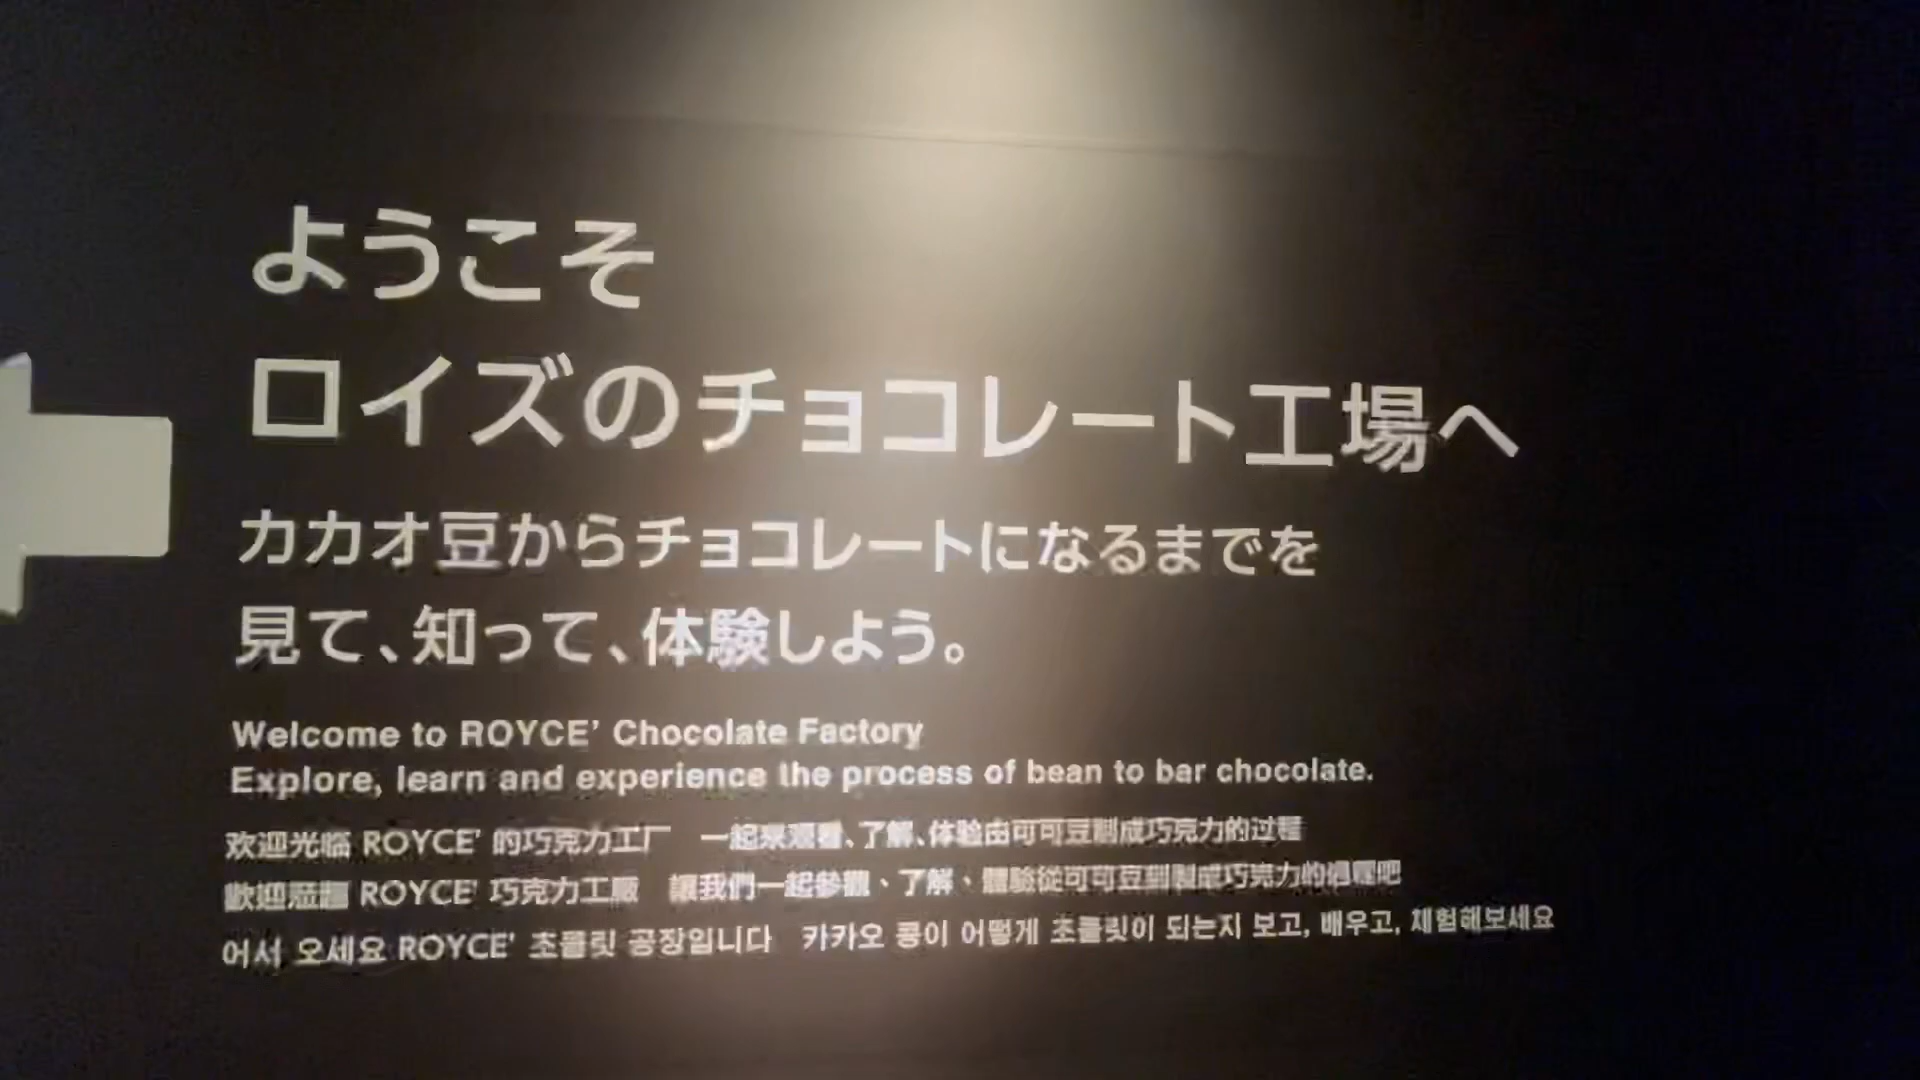 ようこそ
ロイズのチョコレート工場へ
カカオ豆からチョコレートになるまでを
見て、知って、体験しよう。
Welcome to ROYCE' Chocolate Factory
Explore, learn and experience the process of bean to bar chocolate.
欢迎光临 ROYCE' 的巧克力工厂 一起来观看、了解、体验由可可豆制成巧克力的过程
歡迎蒞臨 ROYCE' 巧克力工廠 讓我們一起參觀、了解、體驗從可可豆到製成巧克力的過程吧
어서 오세요 ROYCE' 초콜릿 공장입니다 카카오 콩이 어떻게 초콜릿이 되는지 보고, 배우고, 체험해보세요